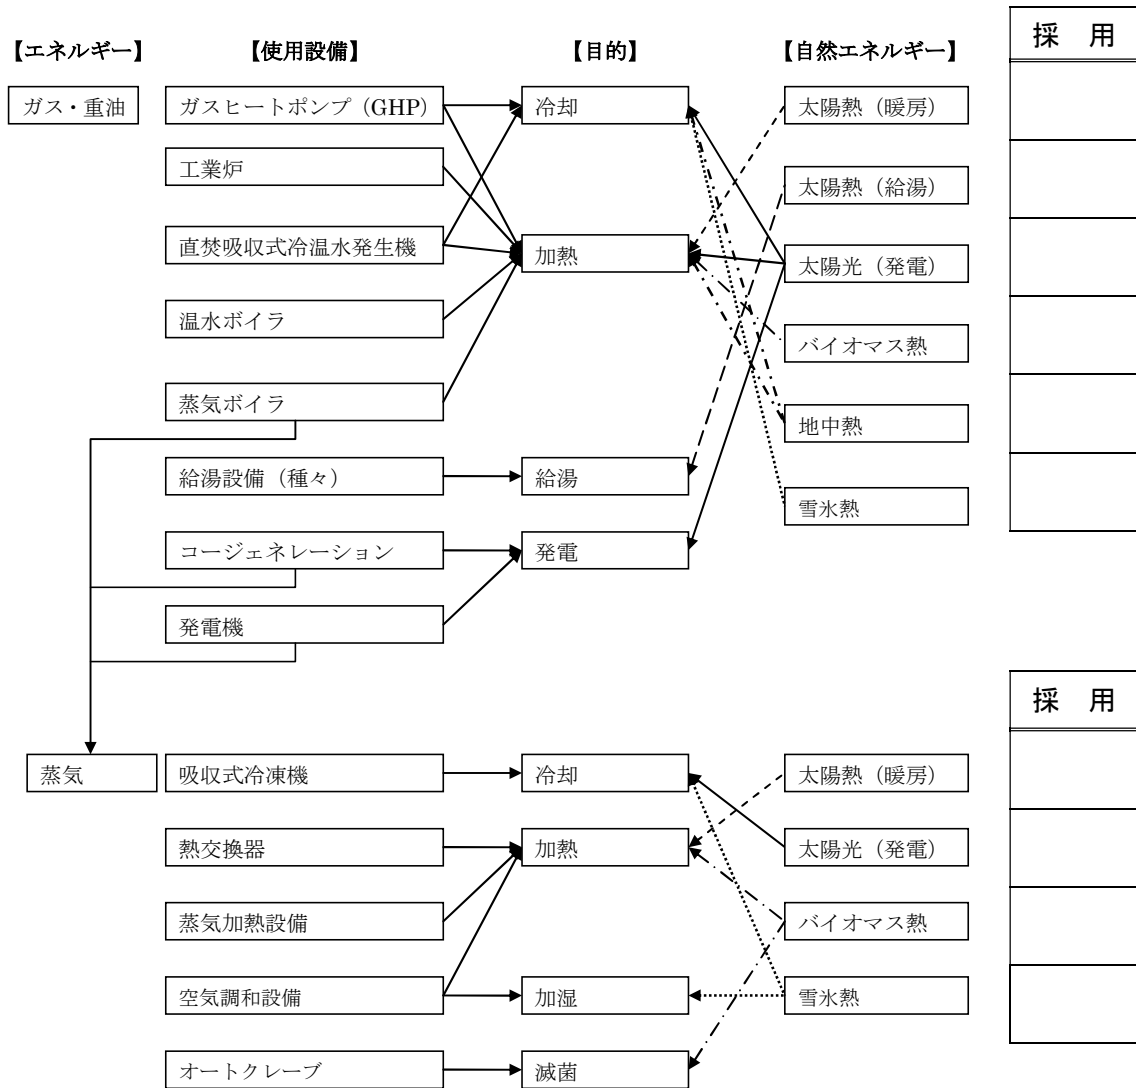 採　用
【エネルギー】　【使用設備】　【目的】　【自然エネルギー】
ガス・重油　ガスヒートポンプ（GHP）　冷却　太陽熱（暖房）
工業炉
太陽熱（給湯）
直焚吸収式冷温水発生機　加熱　太陽光（発電）
温水ボイラ
バイオマス熱
蒸気ボイラ
地中熱
給湯設備（種々）　給湯
雪氷熱
コージェネレーション　発電
発電機
採　用
蒸気　吸収式冷凍機　冷却　太陽熱（暖房）
熱交換器　加熱　太陽光（発電）
蒸気加熱設備　バイオマス熱
空気調和設備　加湿　雪氷熱
オートクレーブ　滅菌